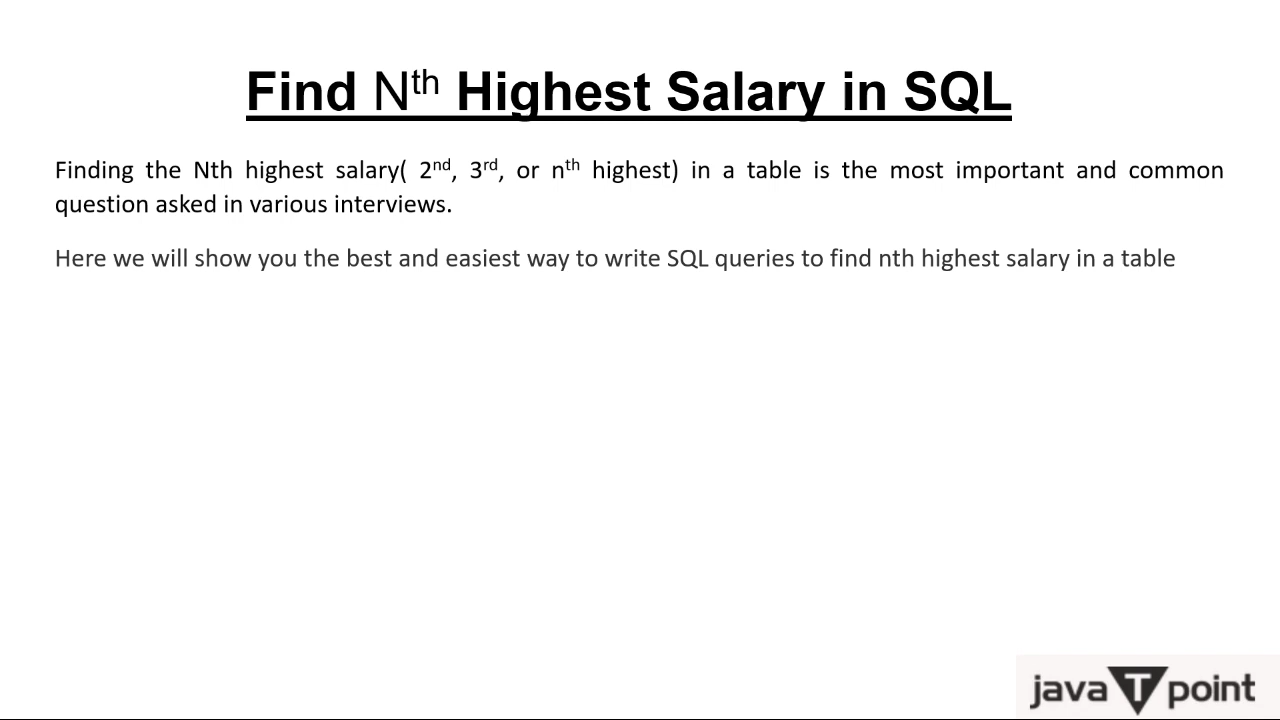 Find Nth Highest Salary in SQL
Finding the Nth highest salary( 2nd, 3rd, or nth highest) in a table is the most important and common
question asked in various interviews.
Here we will show you the best and easiest way to write SQL queries to find nth highest salary in a table
java T point